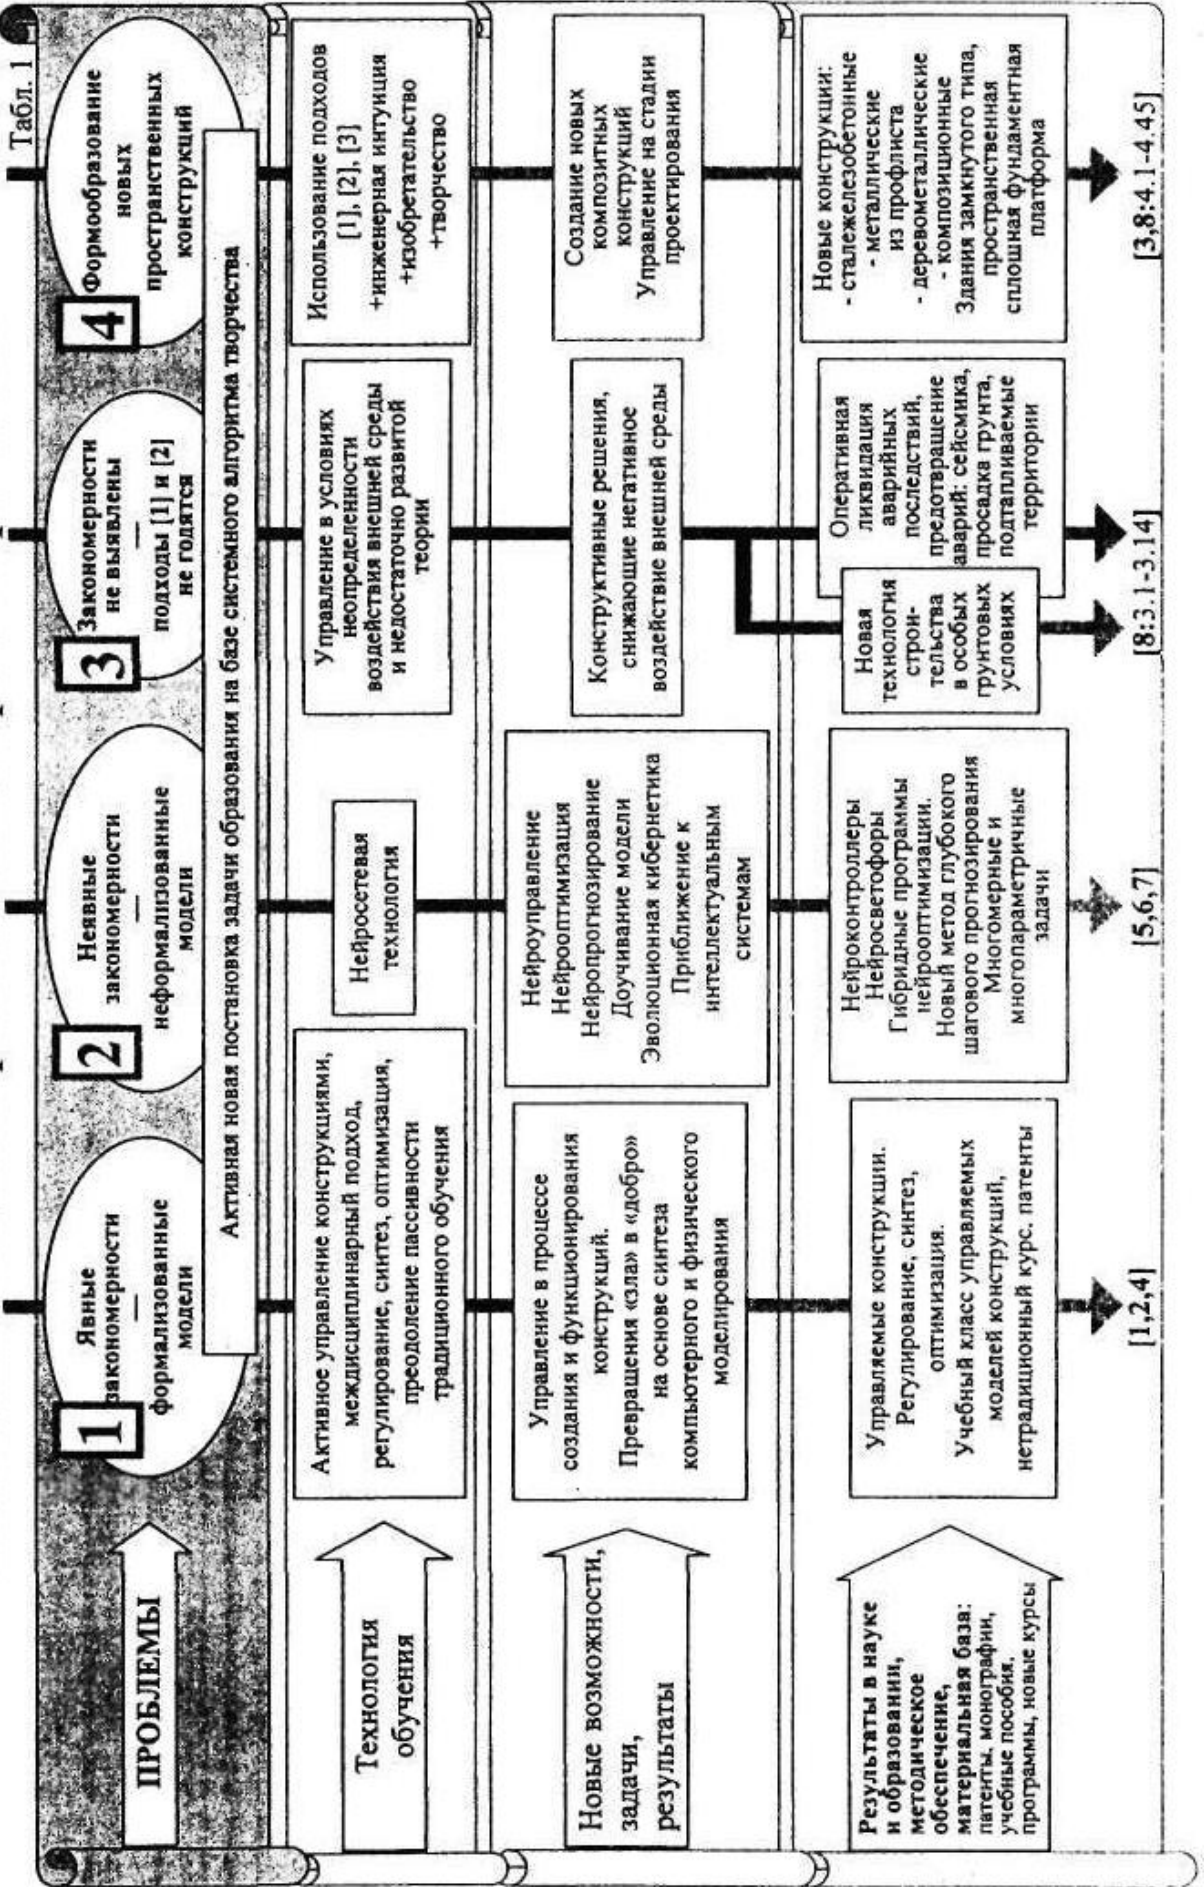 Табл. 1
ПРОБЛЕМЫ
1
Явные
закономерности
—
формализованные
модели
2
Неявные
закономерности
—
неформализованные
модели
3
Закономерности
не выявлены
—
подходы [1] и [2]
не годятся
4
Формообразование
новых
пространственных
конструкций
Активная новая постановка задачи образования на базе системного алгоритма творчества
Технология
обучения
Активное управление конструкциями,
междисциплинарный подход,
регулирование, синтез, оптимизация,
преодоление пассивности
традиционного обучения
Нейросетевая
технология
Управление в условиях
неопределенности
воздействия внешней среды
и недостаточно развитой
теории
Использование подходов
[1], [2], [3]
+инженерная интуиция
+изобретательство
+творчество
Новые возможности,
задачи,
результаты
Управление в процессе
создания и функционирования
конструкций.
Превращения «зла» в «добро»
на основе синтеза
компьютерного и физического
моделирования
Нейроуправление
Нейрооптимизация
Нейропрогнозирование
Доучивание модели
Эволюционная кибернетика
Приближение к
интеллектуальным
системам
Конструктивные решения,
снижающие негативное
воздействие внешней среды
Создание новых
композитных
конструкций
Управление на стадии
проектирования
Результаты в науке
и образовании,
методическое
обеспечение,
материальная база:
патенты, монографии,
учебные пособия,
программы, новые курсы
Управляемые конструкции.
Регулирование, синтез,
оптимизация.
Учебный класс управляемых
моделей конструкций,
нетрадиционный курс. патенты
Нейроконтроллеры
Нейросветофоры
Гибридные программы
нейрооптимизации.
Новый метод глубокого
шагового прогнозирования
Многомерные и
многопараметричные
задачи
Новая
технология
строи-
тельства
в особых
грунтовых
условиях
Оперативная
ликвидация
аварийных
последствий,
предотвращение
аварий: сейсмика,
просадка грунта,
подтапливаемые
территории
Новые конструкции:
- сталежелезобетонные
- металлические
из профлиста
- деревометаллические
- композиционные
Здания замкнутого типа,
пространственная
сплошная фундаментная
платформа
[1,2,4]
[5,6,7]
[8:3.1-3.14]
[3,8:4.1-4.45]